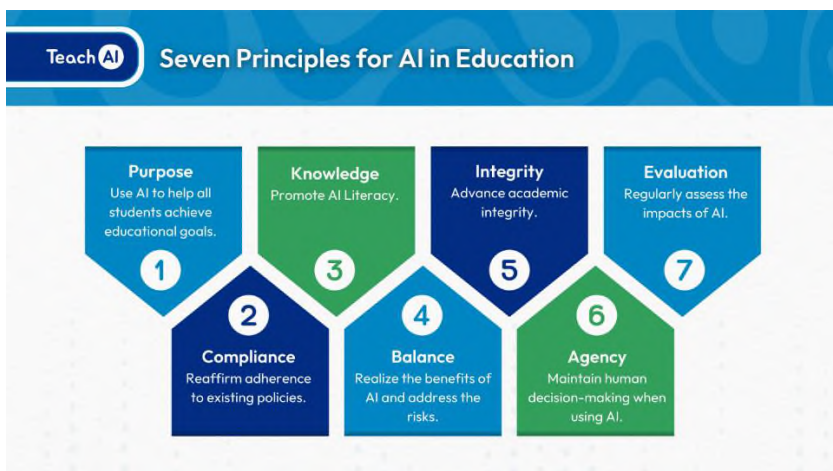 Teach AI
Seven Principles for AI in Education
Purpose
Use AI to help all
students achieve
educational goals.
1
2
Compliance
Reaffirm adherence
to existing policies.
Knowledge
Promote AI Literacy.
3
4
Balance
Realize the benefits of
AI and address the
risks.
Integrity
Advance academic
integrity.
5
6
Agency
Maintain human
decision-making when
using AI.
Evaluation
Regularly assess the
impacts of AI.
7